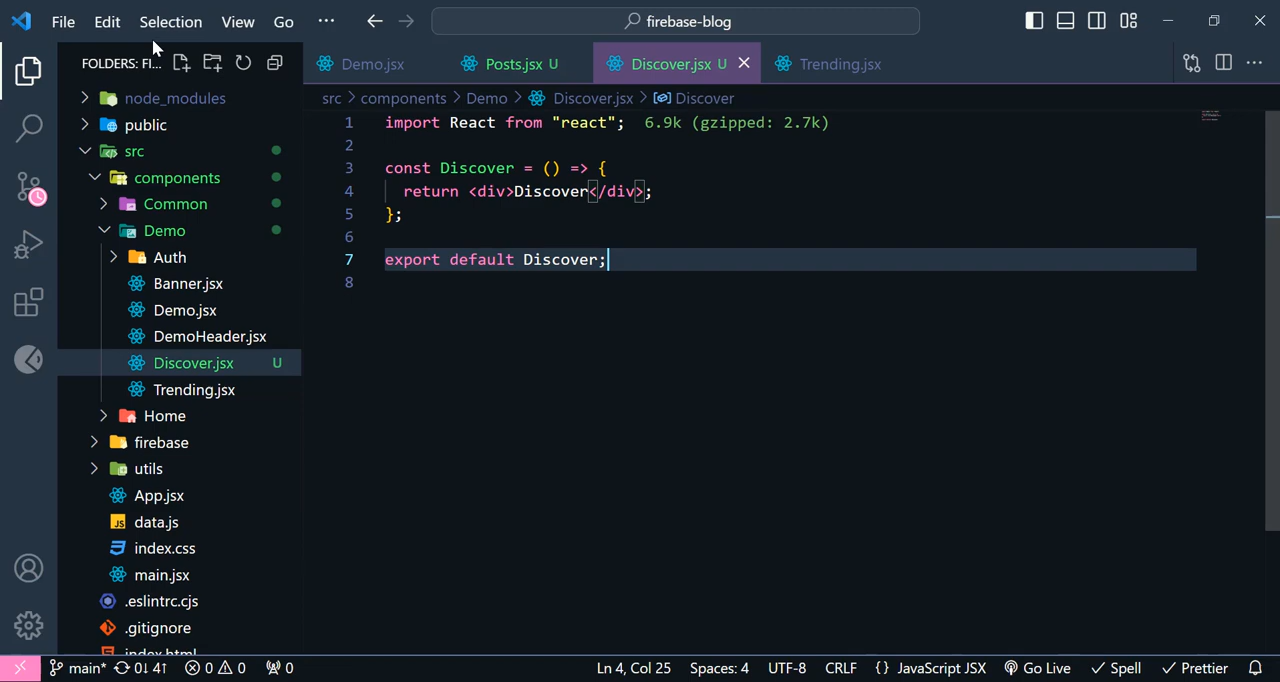 File Edit Selection View Go ··· firebase-blog
FOLDERS: FI... Demo.jsx Posts.jsx U Discover.jsx U Trending.jsx
src > components > Demo > Discover.jsx > Discover
node_modules
public
src
components
Common
Demo
Auth
Banner.jsx
Demo.jsx
DemoHeader.jsx
Discover.jsx U
Trending.jsx
Home
firebase
utils
App.jsx
JS data.js
index.css
main.jsx
.eslintrc.cjs
.gitignore
index.html
1 import React from "react"; 6.9k (gzipped: 2.7k)
2
3 const Discover = () => {
4 return <div>Discover</div>;
5 };
6
7 export default Discover;
8
main* 0↓ 4↑ 0 0 0 Ln 4, Col 25 Spaces: 4 UTF-8 CRLF {} JavaScript JSX Go Live Spell Prettier